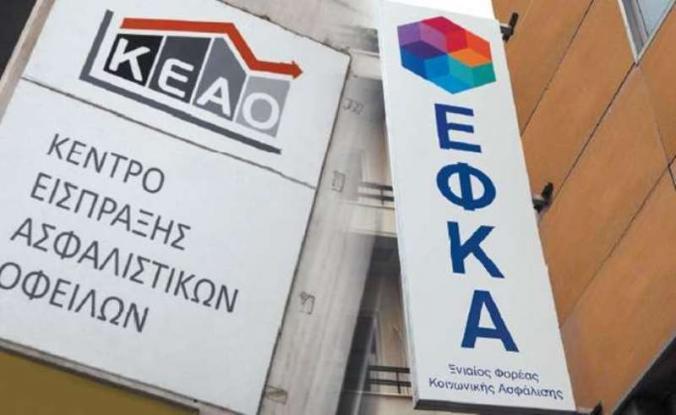 ΚΕΑΟ
ΚΕΝΤΡΟ
ΕΙΣΠΡΑΞΗΣ
ΑΣΦΑΛΙΣΤΙΚΩΝ
ΟΦΕΙΛΩΝ
ΕΦΚΑ
Ενιαίος Φορέας
Κοινωνικής Ασφάλισης